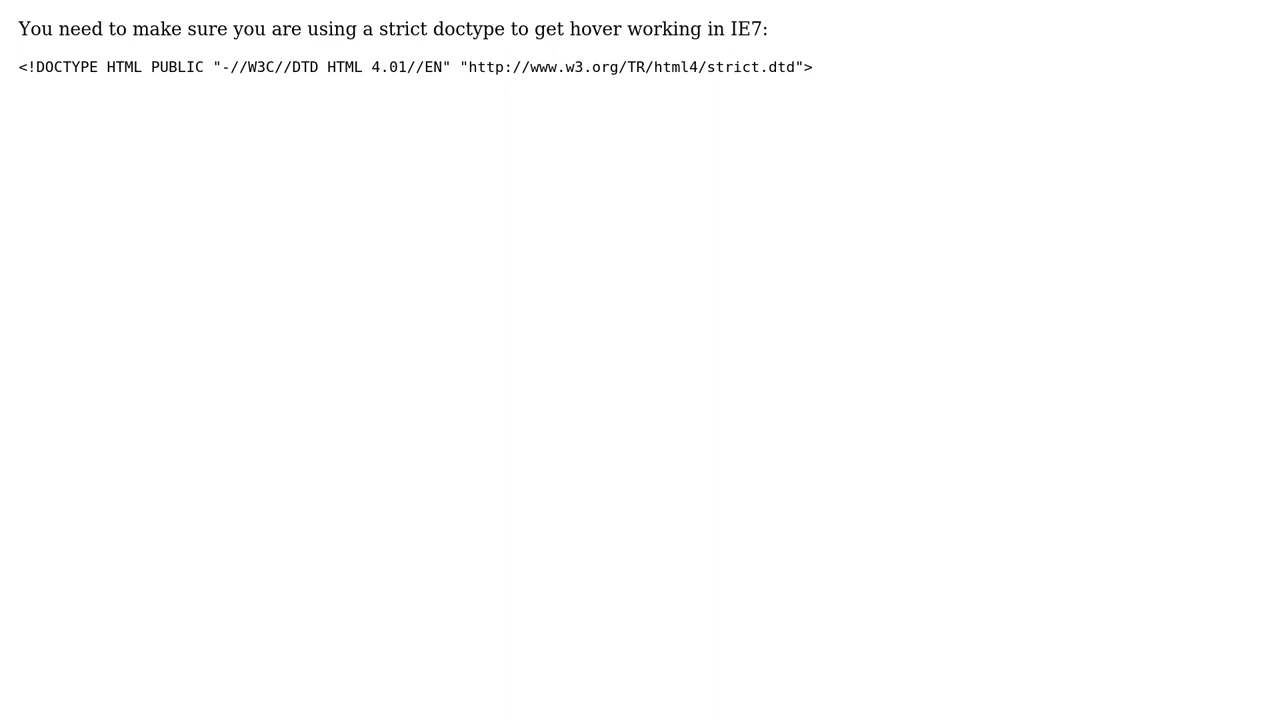 You need to make sure you are using a strict doctype to get hover working in IE7:
<!DOCTYPE HTML PUBLIC "-//W3C//DTD HTML 4.01//EN" "http://www.w3.org/TR/html4/strict.dtd">